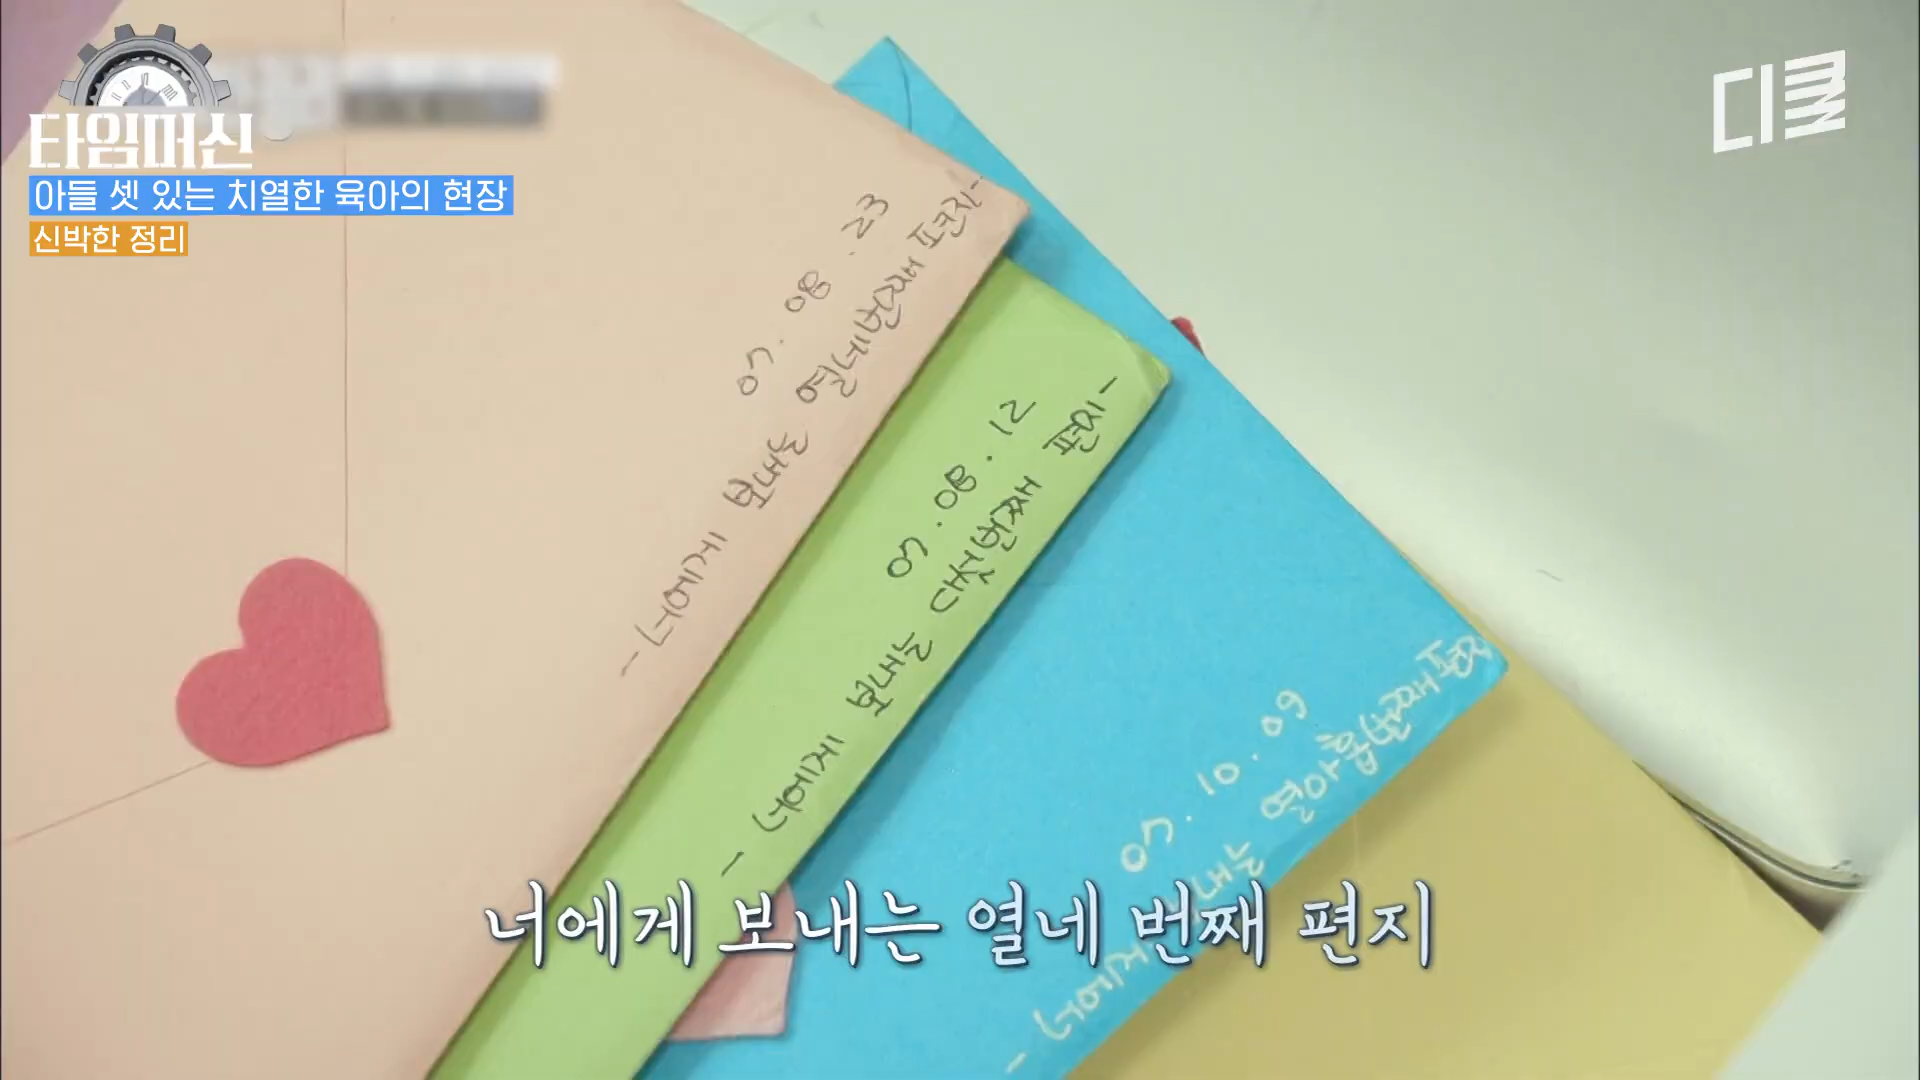 타임머신
디글
아들 셋 있는 치열한 육아의 현장
신박한 정리
07.08.23
-너에게 보내는 열네번째 편지-
07.08.12
-너에게 보내는 다섯번째 편지-
07.10.09
-너에게 보내는 열아홉번째 편지
너에게 보내는 열네 번째 편지